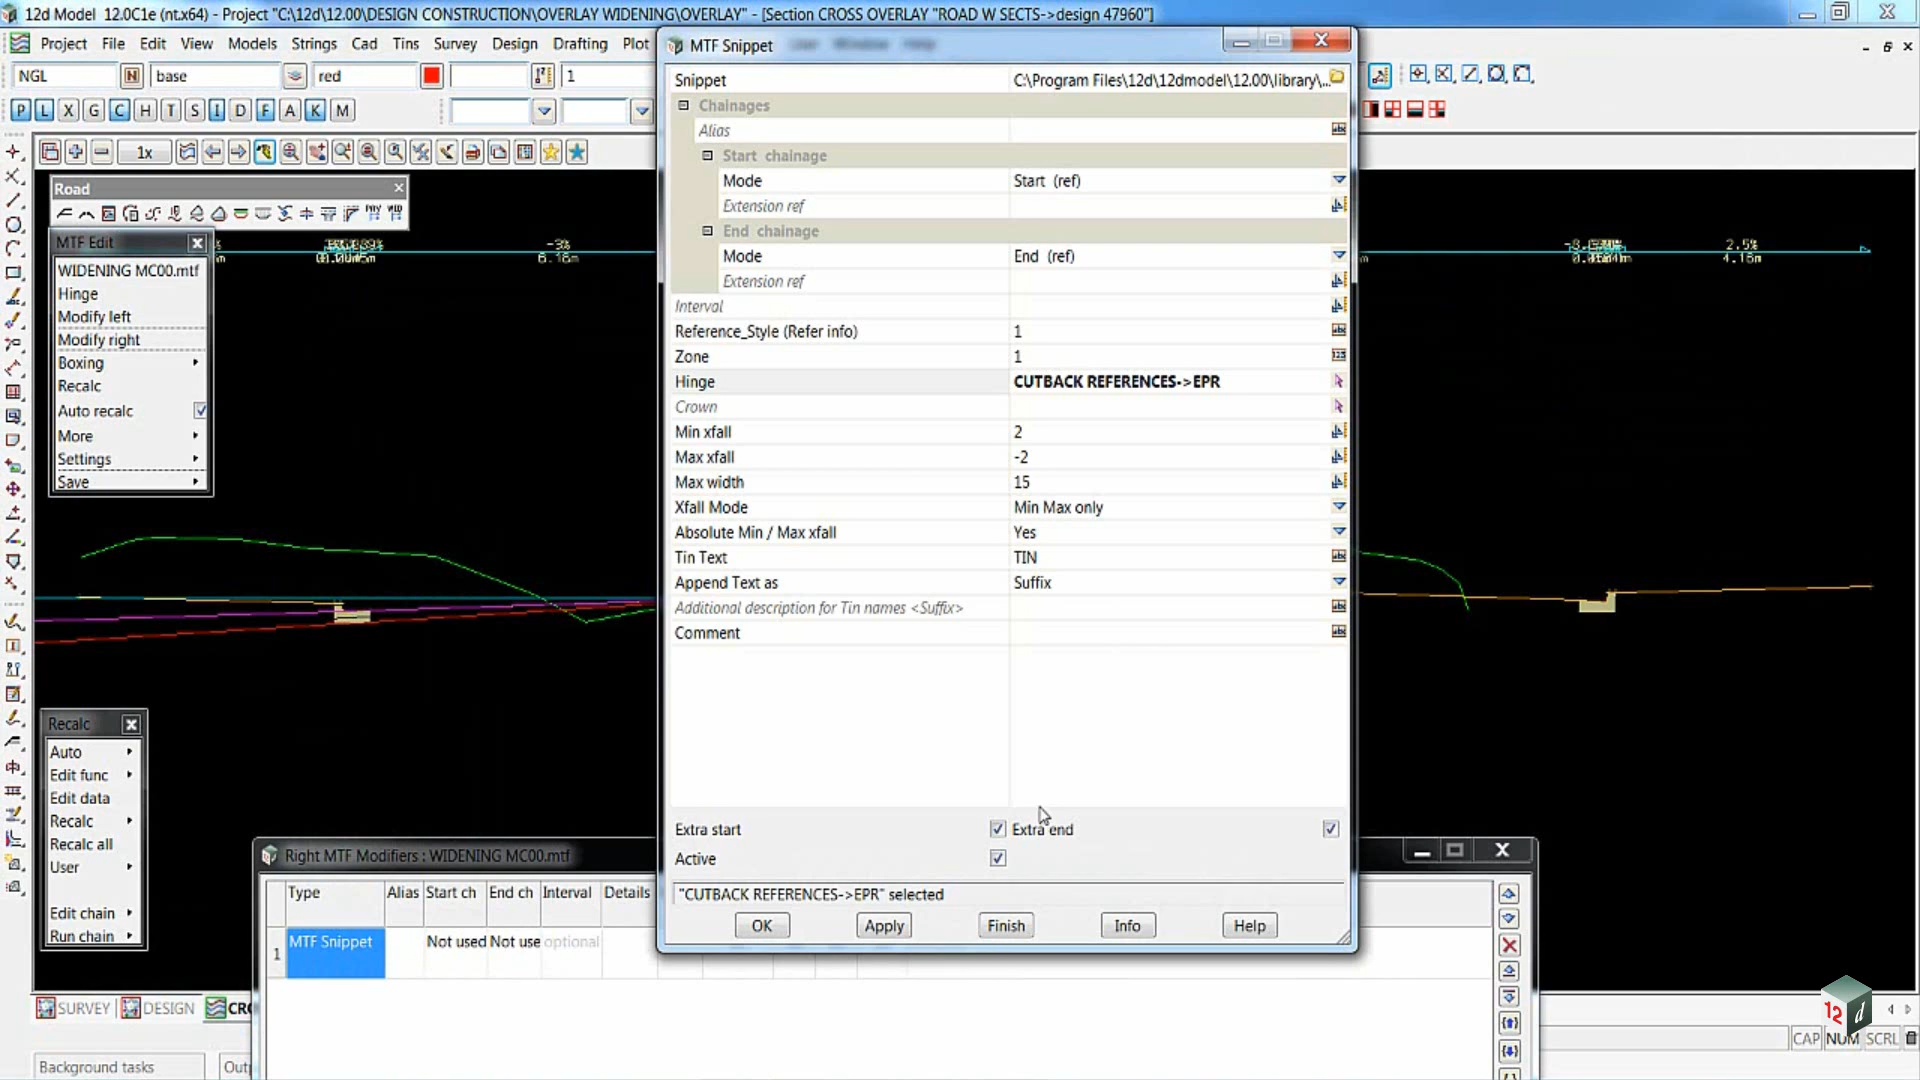 12d Model 12.0C1e (nt.x64) - Project "C:\12d\12.00\DESIGN CONSTRUCTION\OVERLAY WIDENING\OVERLAY" - [Section CROSS OVERLAY "ROAD W SECTS->design 47960"]
Project File Edit View Models Strings Cad Tins Survey Design Drafting Plot
NGL N base red 1
P L X G C H T S I D F A K M
1x
Road
MTF Edit
WIDENING MC00.mtf
Hinge
Modify left
Modify right
Boxing
Recalc
Auto recalc
More
Settings
Save
-3%
6.16m
2.5%
4.16m
Recalc
Auto
Edit func
Edit data
Recalc
Recalc all
User
Edit chain
Run chain
MTF Snippet
Snippet C:\Program Files\12d\12dmodel\12.00\library\...
Chainages
Alias
Start chainage
Mode Start (ref)
Extension ref
End chainage
Mode End (ref)
Extension ref
Interval
Reference_Style (Refer info) 1
Zone 1
Hinge CUTBACK REFERENCES->EPR
Crown
Min xfall 2
Max xfall -2
Max width 15
Xfall Mode Min Max only
Absolute Min / Max xfall Yes
Tin Text TIN
Append Text as Suffix
Additional description for Tin names <Suffix>
Comment
Extra start Extra end
Active
"CUTBACK REFERENCES->EPR" selected
OK Apply Finish Info Help
Right MTF Modifiers : WIDENING MC00.mtf
Type Alias Start ch End ch Interval Details
1 MTF Snippet Not used Not use optional
SURVEY DESIGN CRO
12 d
CAP NUM SCRL
Background tasks Outp